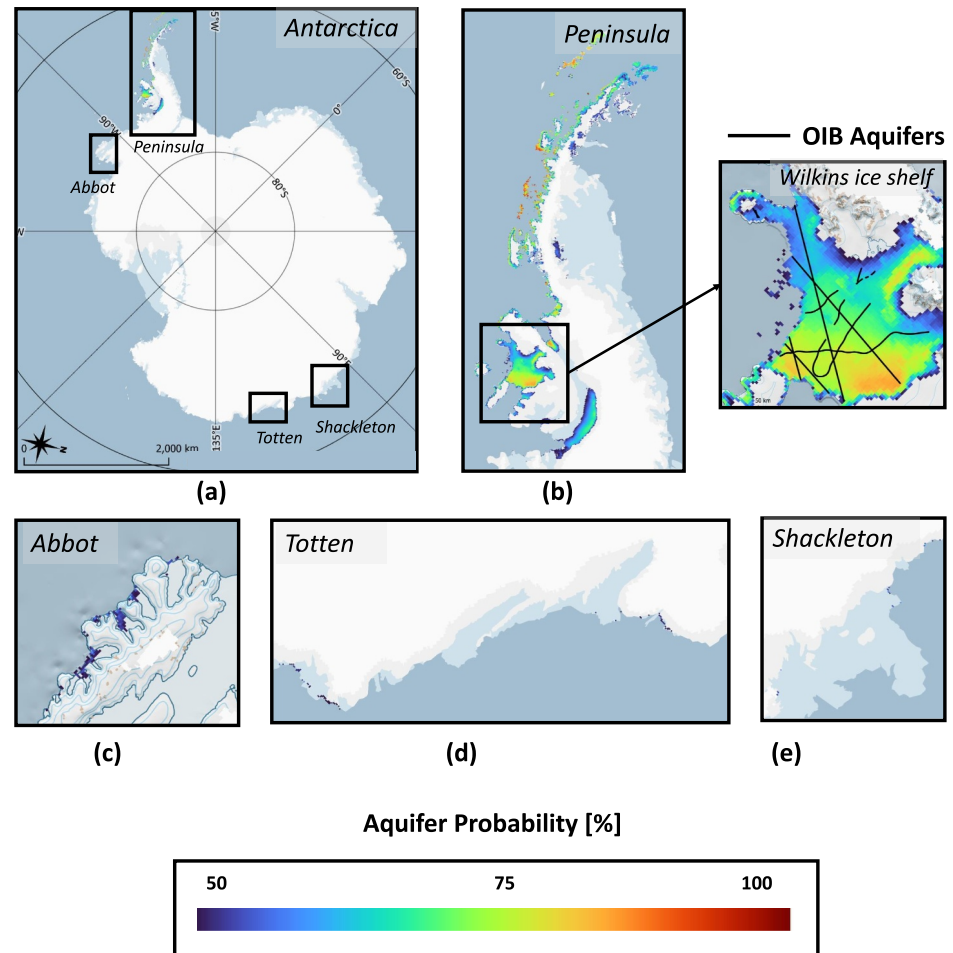 Antarctica
5°W
60°S
0°
90°W
Peninsula
Abbot
80°S
W
90°E
Totten
Shackleton
135°E
N
0
2,000 km
(a)
Peninsula
(b)
OIB Aquifers
Wilkins ice shelf
50 km
Abbot
(c)
Totten
(d)
Shackleton
(e)
Aquifer Probability [%]
50 75 100